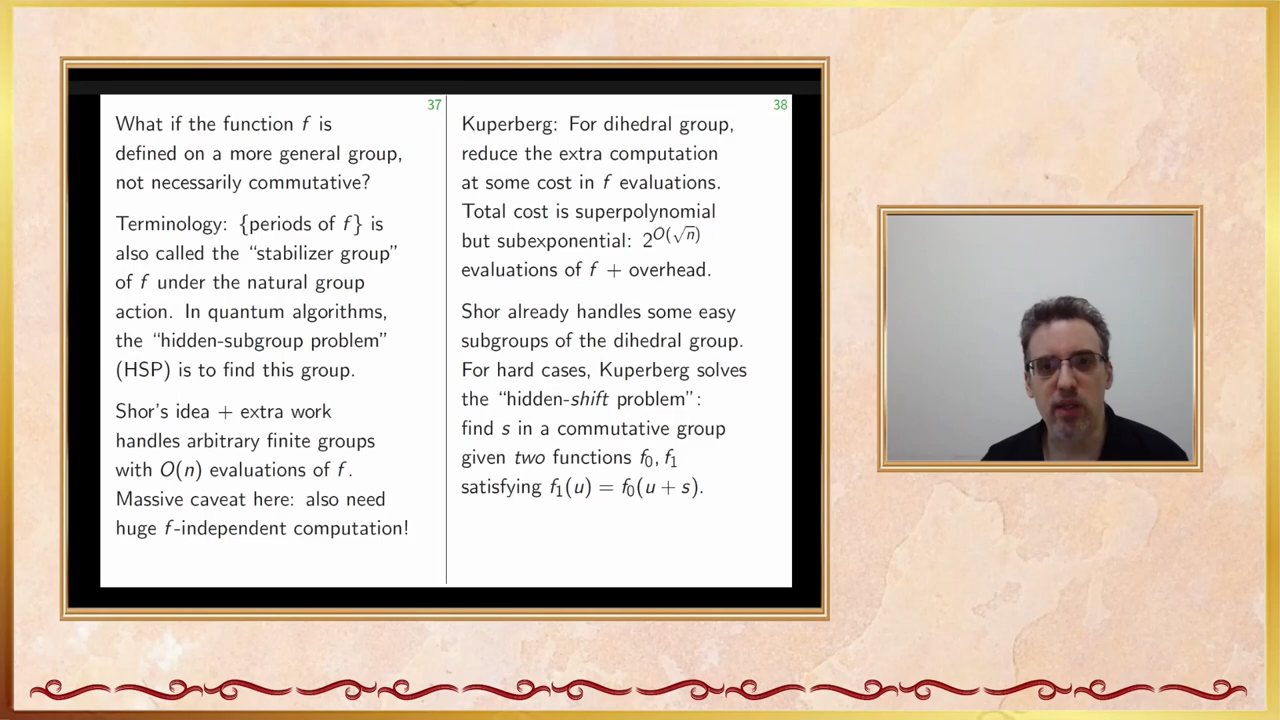 37
What if the function f is
defined on a more general group,
not necessarily commutative?
Terminology: {periods of f} is
also called the “stabilizer group”
of f under the natural group
action. In quantum algorithms,
the “hidden-subgroup problem”
(HSP) is to find this group.
Shor's idea + extra work
handles arbitrary finite groups
with O(n) evaluations of f.
Massive caveat here: also need
huge f-independent computation!
38
Kuperberg: For dihedral group,
reduce the extra computation
at some cost in f evaluations.
Total cost is superpolynomial
but subexponential: 2^{O(√n)}
evaluations of f + overhead.
Shor already handles some easy
subgroups of the dihedral group.
For hard cases, Kuperberg solves
the “hidden-shift problem”:
find s in a commutative group
given two functions f₀, f₁
satisfying f₁(u) = f₀(u + s).